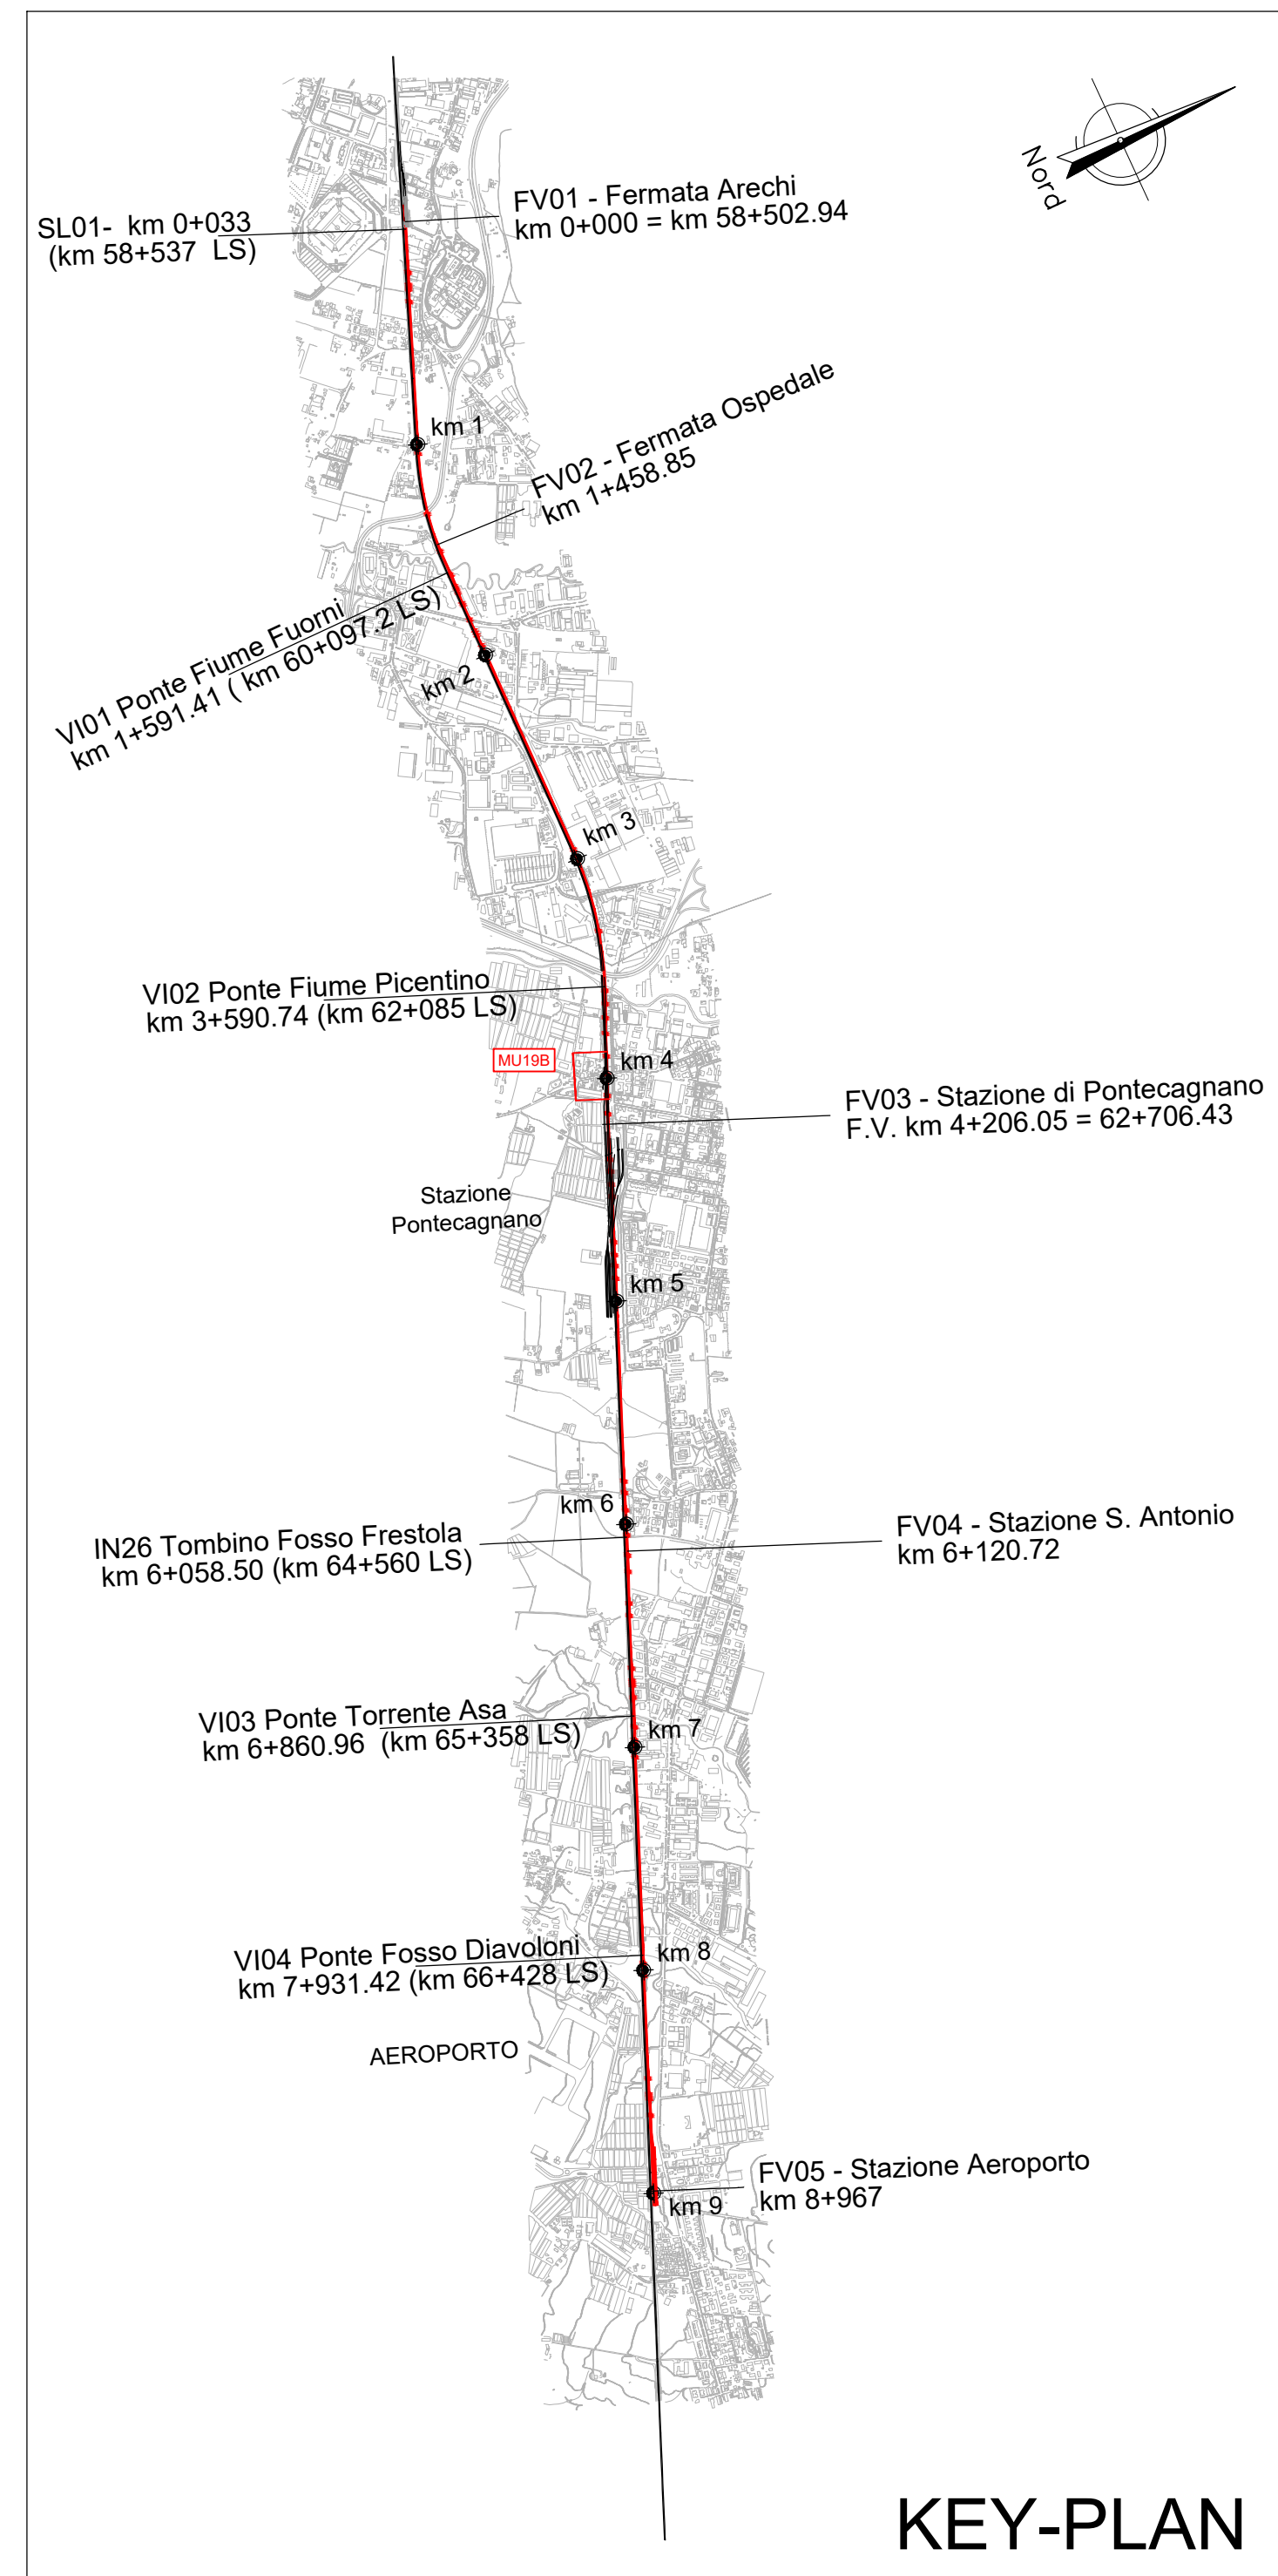 Nord
FV01 - Fermata Arechi
km 0+000 = km 58+502.94
SL01- km 0+033
(km 58+537 LS)
km 1
FV02 - Fermata Ospedale
km 1+458.85
VI01 Ponte Fiume Fuorni
km 1+591.41 ( km 60+097.2 LS)
km 2
km 3
VI02 Ponte Fiume Picentino
km 3+590.74 (km 62+085 LS)
MU19B
km 4
FV03 - Stazione di Pontecagnano
F.V. km 4+206.05 = 62+706.43
Stazione
Pontecagnano
km 5
km 6
IN26 Tombino Fosso Frestola
km 6+058.50 (km 64+560 LS)
FV04 - Stazione S. Antonio
km 6+120.72
VI03 Ponte Torrente Asa
km 6+860.96 (km 65+358 LS)
km 7
VI04 Ponte Fosso Diavoloni
km 7+931.42 (km 66+428 LS)
km 8
AEROPORTO
FV05 - Stazione Aeroporto
km 8+967
km 9
KEY-PLAN